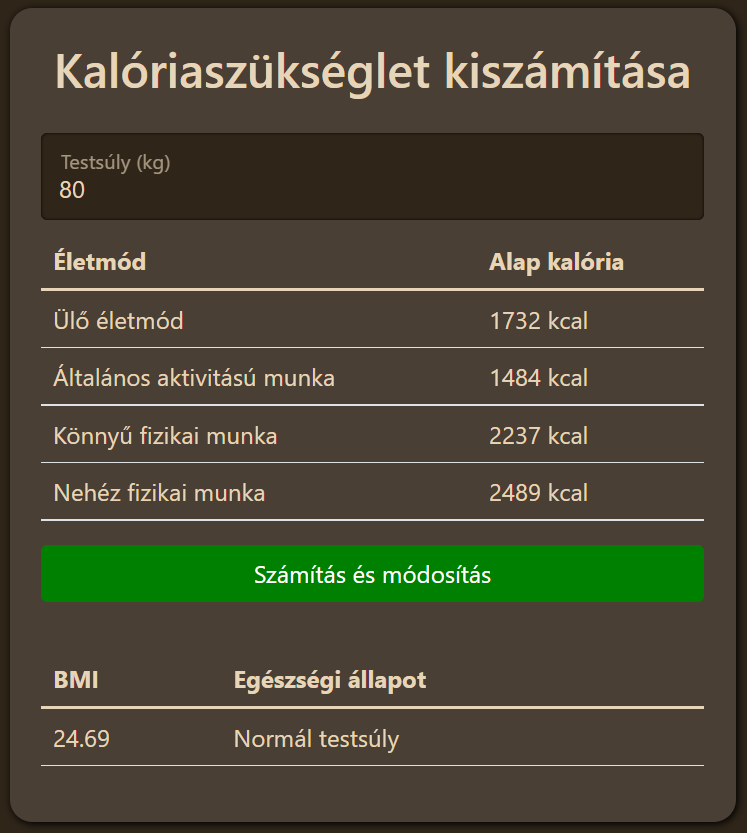 Kalóriaszükséglet kiszámítása
Testsúly (kg)
80
Életmód Alap kalória
Ülő életmód 1732 kcal
Általános aktivitású munka 1484 kcal
Könnyű fizikai munka 2237 kcal
Nehéz fizikai munka 2489 kcal
Számítás és módosítás
BMI Egészségi állapot
24.69 Normál testsúly